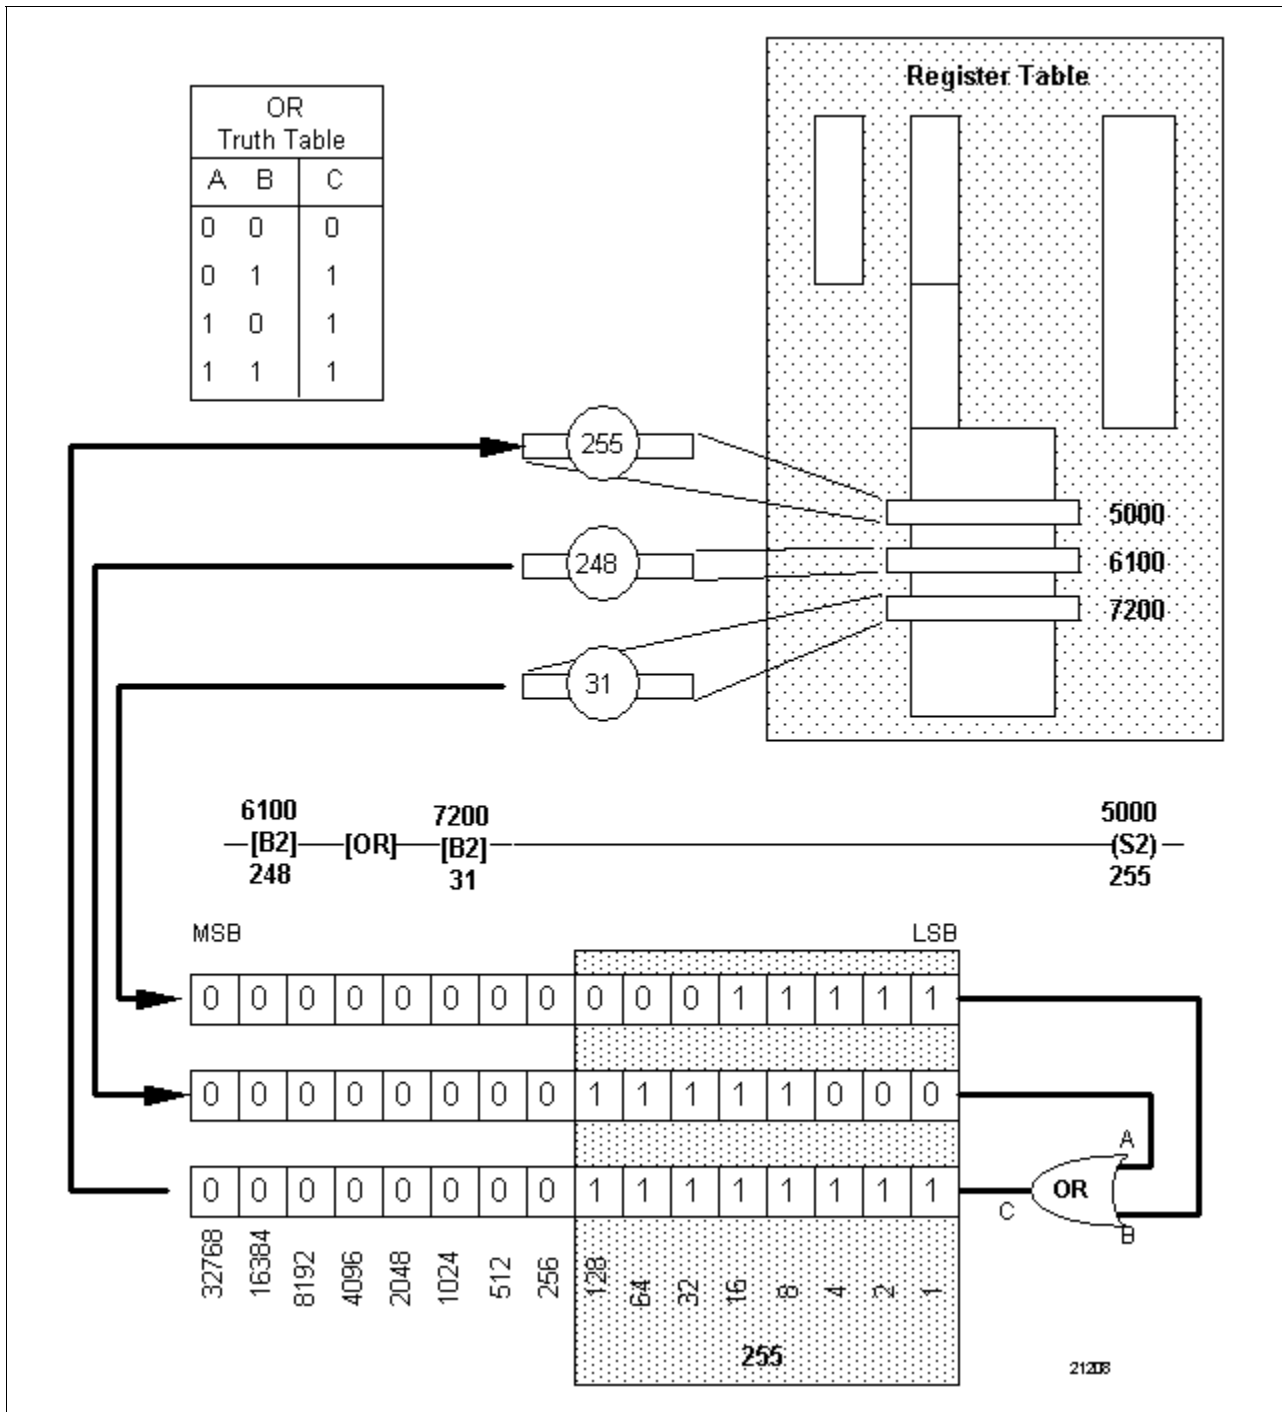 Register Table
OR
Truth Table
A B C
0 0 0
0 1 1
1 0 1
1 1 1
255
5000
248
6100
7200
31
6100 7200 5000
[B2] [OR] [B2] (S2)
248 31 255
MSB LSB
0 0 0 0 0 0 0 0 0 0 0 1 1 1 1 1
0 0 0 0 0 0 0 0 1 1 1 1 1 0 0 0
A
0 0 0 0 0 0 0 0 1 1 1 1 1 1 1 1
OR
C
B
32768 16384 8192 4096 2048 1024 512 256 128 64 32 16 8 4 2 1
255
21208